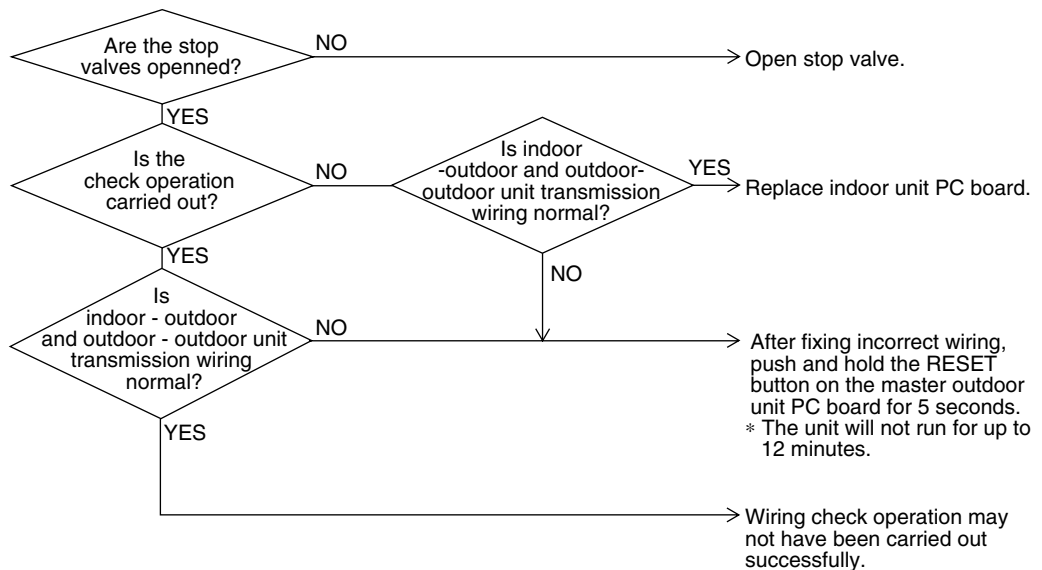 Are the stop
valves openned?
NO
Open stop valve.
YES
Is the
check operation
carried out?
NO
Is indoor
-outdoor and outdoor-
outdoor unit transmission
wiring normal?
YES
Replace indoor unit PC board.
YES
NO
Is
indoor - outdoor
and outdoor - outdoor unit
transmission wiring
normal?
NO
After fixing incorrect wiring,
push and hold the RESET
button on the master outdoor
unit PC board for 5 seconds.
* The unit will not run for up to
12 minutes.
YES
Wiring check operation may
not have been carried out
successfully.